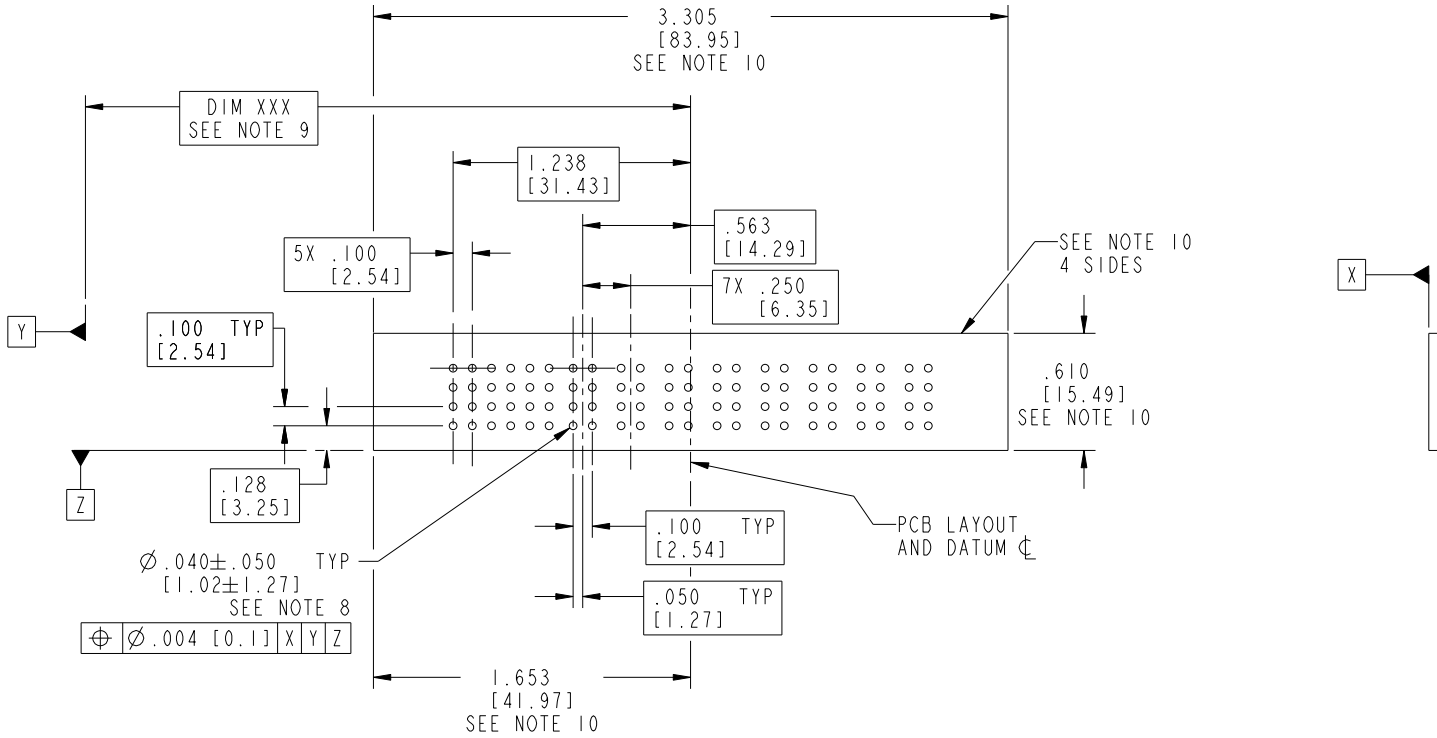 3.305
[83.95]
SEE NOTE 10
DIM XXX
SEE NOTE 9
1.238
[31.43]
.563
[14.29]
5X .100
[2.54]
7X .250
[6.35]
SEE NOTE 10
4 SIDES
X
Y
.100 TYP
[2.54]
.610
[15.49]
SEE NOTE 10
.128
[3.25]
Z
.100 TYP
[2.54]
PCB LAYOUT
AND DATUM ℄
Ø.040±.050 TYP
[1.02±1.27]
SEE NOTE 8
.050 TYP
[1.27]
⌖ Ø.004 [0.1] X Y Z
1.653
[41.97]
SEE NOTE 10